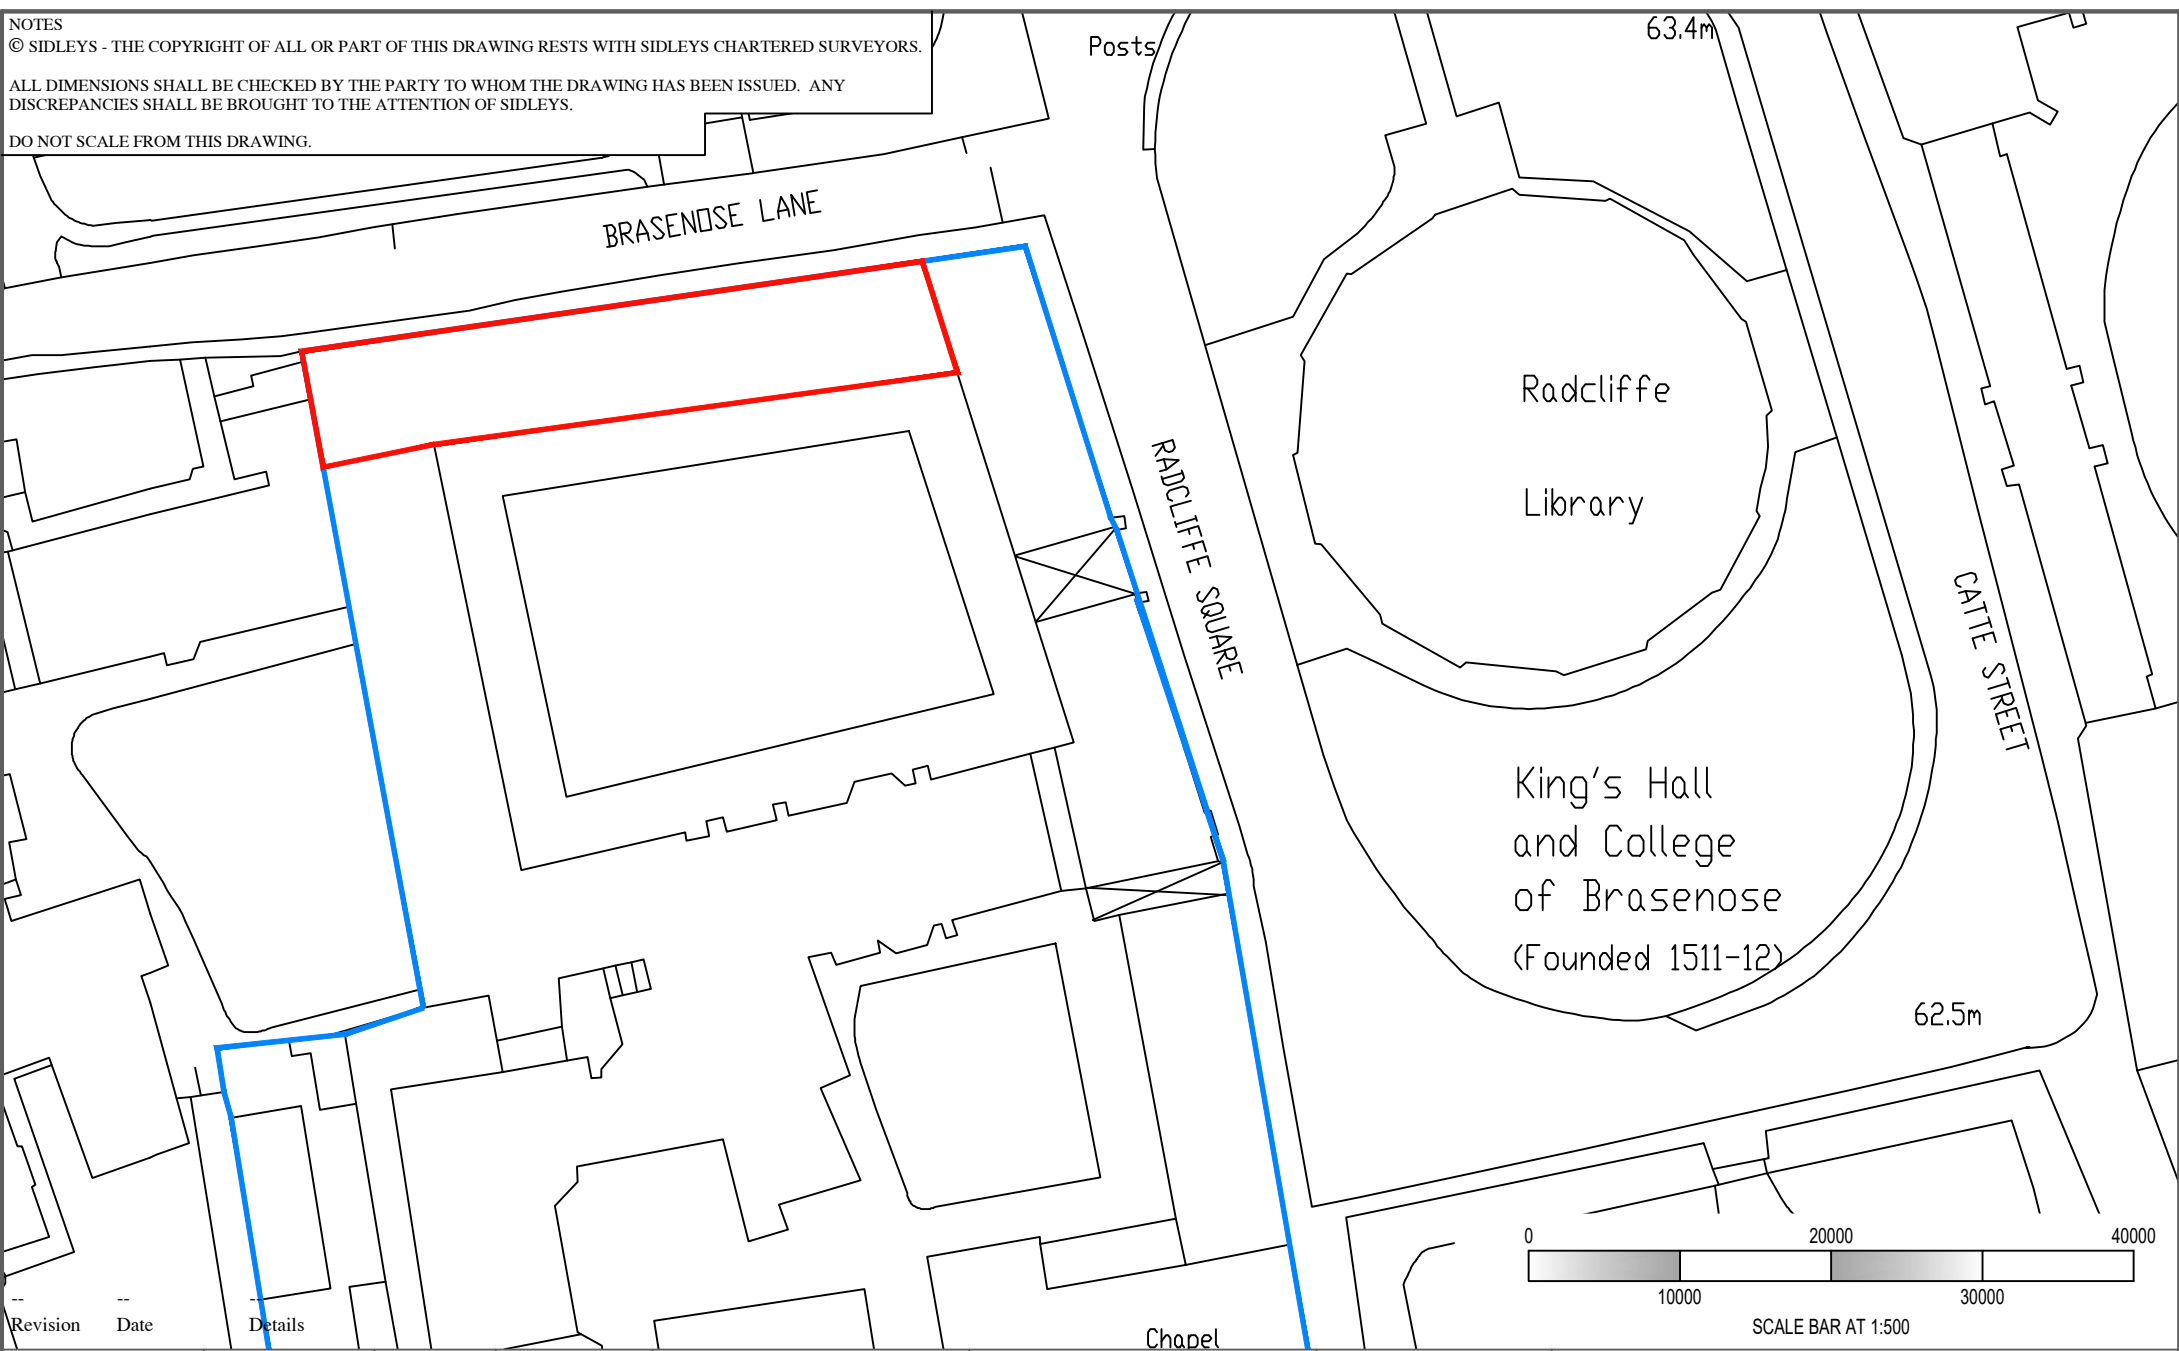 NOTES
© SIDLEYS - THE COPYRIGHT OF ALL OR PART OF THIS DRAWING RESTS WITH SIDLEYS CHARTERED SURVEYORS.
ALL DIMENSIONS SHALL BE CHECKED BY THE PARTY TO WHOM THE DRAWING HAS BEEN ISSUED. ANY
DISCREPANCIES SHALL BE BROUGHT TO THE ATTENTION OF SIDLEYS.
DO NOT SCALE FROM THIS DRAWING.
Posts
63.4m
BRASENOSE LANE
RADCLIFFE SQUARE
Radcliffe
Library
CATTE STREET
King's Hall
and College
of Brasenose
(Founded 1511-12)
62.5m
0 20000 40000
10000 30000
SCALE BAR AT 1:500
Chapel
-- -- --
Revision Date Details